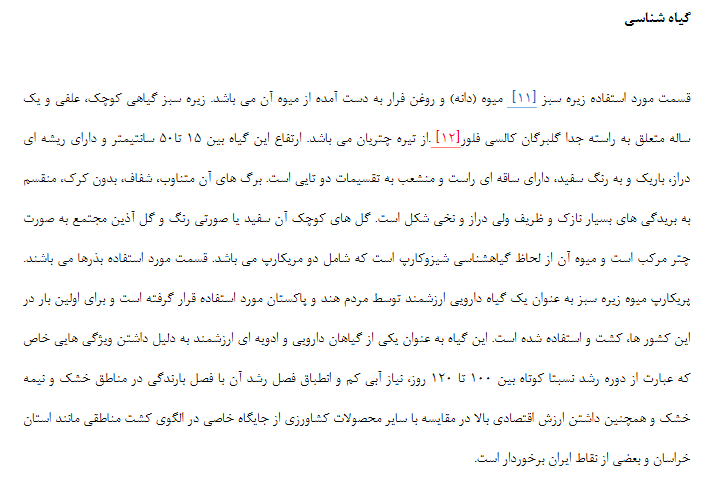 گیاه شناسی
قسمت مورد استفاده زیره سبز [۱۱] میوه (دانه) و روغن فرار به دست آمده از میوه آن می باشد. زیره سبز گیاهی کوچک، علفی و یک
ساله متعلق به راسته جدا گلبرگان کالسی فلور[۱۲] .از تیره چتریان می باشد. ارتفاع این گیاه بین ۱۵ تا۵۰ سانتیمتر و دارای ریشه ای
دراز، باریک و به رنگ سفید، دارای ساقه ای راست و منشعب به تقسیمات دو تایی است. برگ های آن متناوب، شفاف، بدون کرک، منقسم
به بریدگی های بسیار نازک و ظریف ولی دراز و نخی شکل است. گل های کوچک آن سفید یا صورتی رنگ و گل آذین مجتمع به صورت
چتر مرکب است و میوه آن از لحاظ گیاهشناسی شیزوکارپ است که شامل دو مریکارپ می باشد. قسمت مورد استفاده بذرها می باشند.
پریکارپ میوه زیره سبز به عنوان یک گیاه دارویی ارزشمند توسط مردم هند و پاکستان مورد استفاده قرار گرفته است و برای اولین بار در
این کشور ها، کشت و استفاده شده است. این گیاه به عنوان یکی از گیاهان دارویی و ادویه ای ارزشمند به دلیل داشتن ویژگی هایی خاص
که عبارت از دوره رشد نسبتا کوتاه بین ۱۰۰ تا ۱۲۰ روز، نیاز آبی کم و انطباق فصل رشد آن با فصل بارندگی در مناطق خشک و نیمه
خشک و همچنین داشتن ارزش اقتصادی بالا در مقایسه با سایر محصولات کشاورزی از جایگاه خاصی در الگوی کشت مناطقی مانند استان
خراسان و بعضی از نقاط ایران برخوردار است.